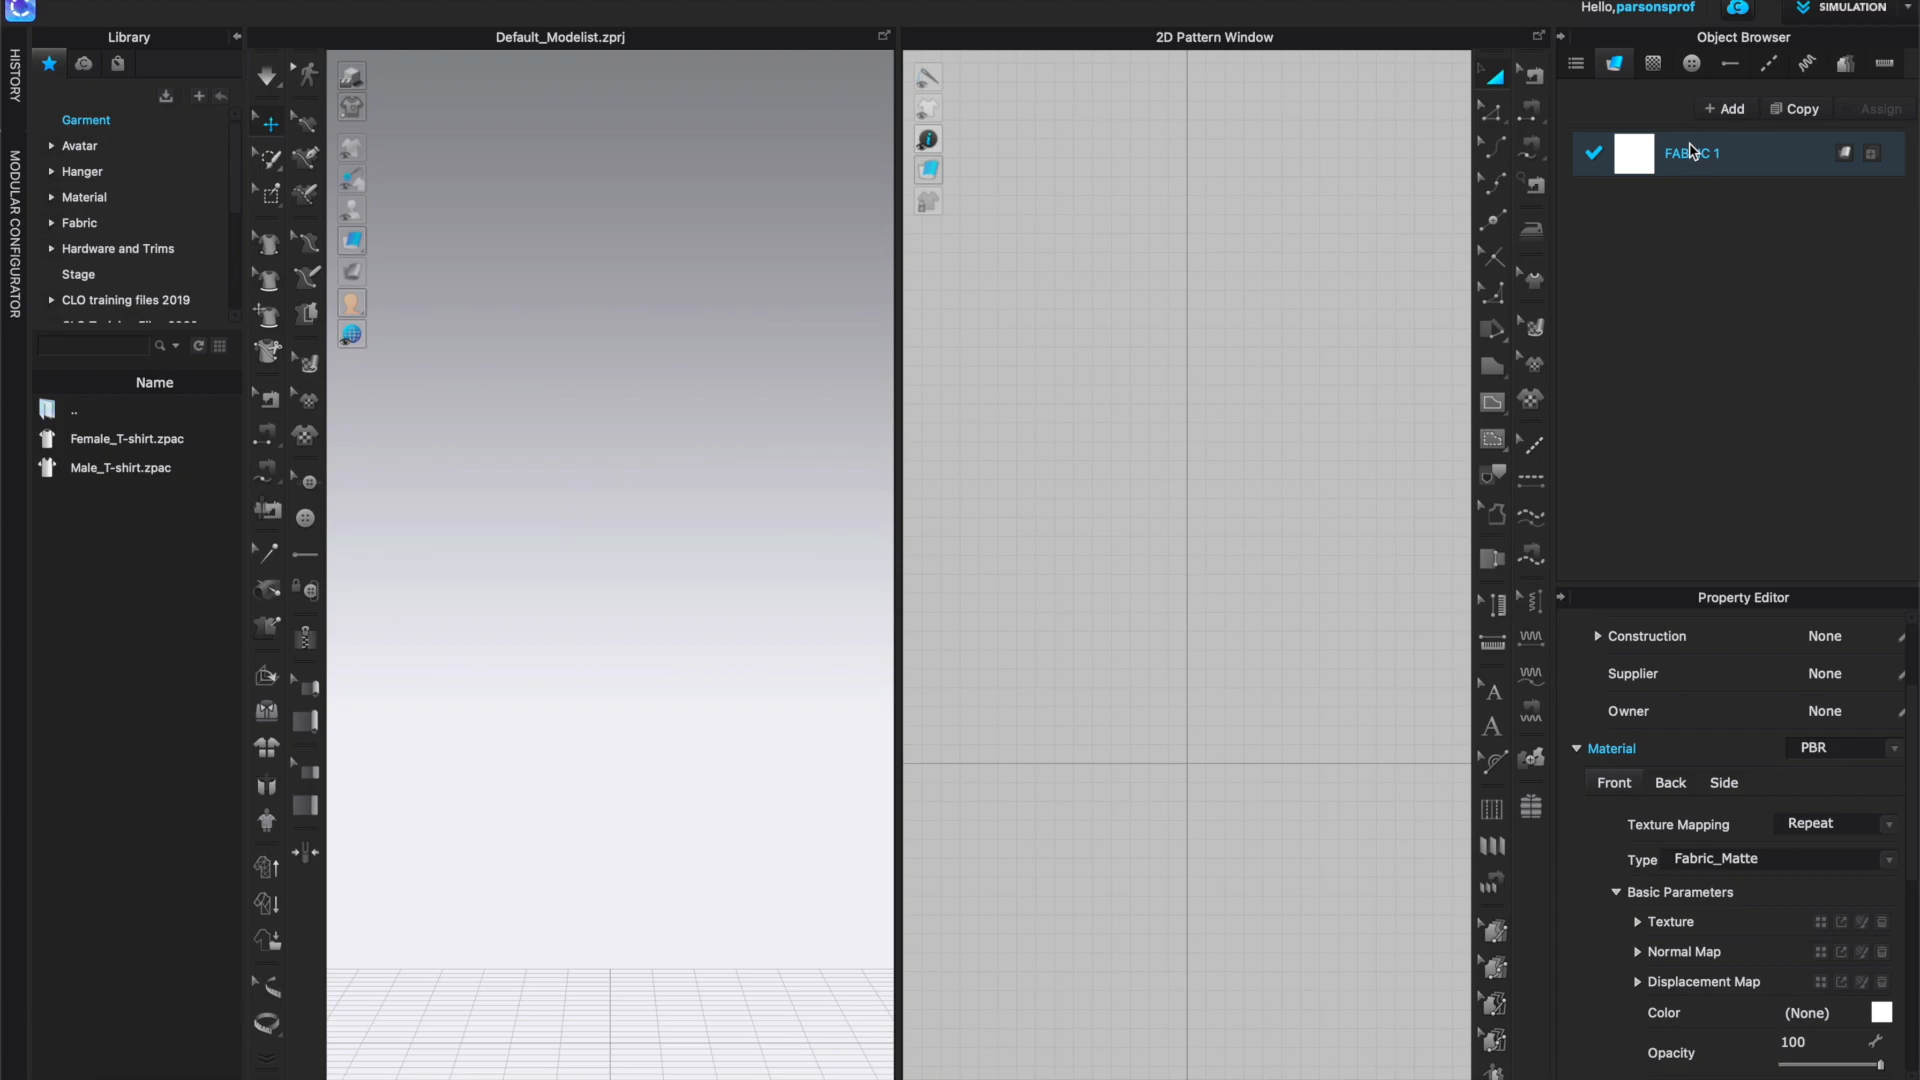 Hello,parsonsprof
SIMULATION
Library
Default_Modelist.zprj
2D Pattern Window
Object Browser
HISTORY
MODULAR CONFIGURATOR
Garment
Avatar
Hanger
Material
Fabric
Hardware and Trims
Stage
CLO training files 2019
Name
..
Female_T-shirt.zpac
Male_T-shirt.zpac
+ Add
Copy
Assign
FABRIC 1
Property Editor
Construction None
Supplier None
Owner None
Material PBR
Front Back Side
Texture Mapping Repeat
Type Fabric_Matte
Basic Parameters
Texture
Normal Map
Displacement Map
Color (None)
Opacity 100